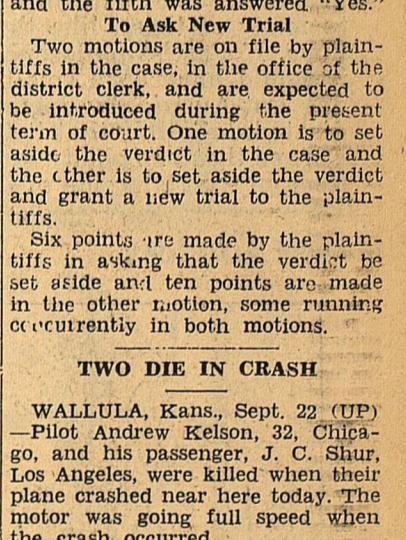 and the fifth was answered "Yes."
To Ask New Trial
Two motions are on file by plain-
tiffs in the case, in the office of the
district clerk, and are expected to
be introduced during the present
term of court. One motion is to set
aside the verdict in the case and
the other is to set aside the verdict
and grant a new trial to the plain-
tiffs.
Six points are made by the plain-
tiffs in asking that the verdict be
set aside and ten points are made
in the other motion, some running
concurrently in both motions.
TWO DIE IN CRASH
WALLULA, Kans., Sept. 22 (UP)
—Pilot Andrew Kelson, 32, Chica-
go, and his passenger, J. C. Shur,
Los Angeles, were killed when their
plane crashed near here today. The
motor was going full speed when
the crash occurred.